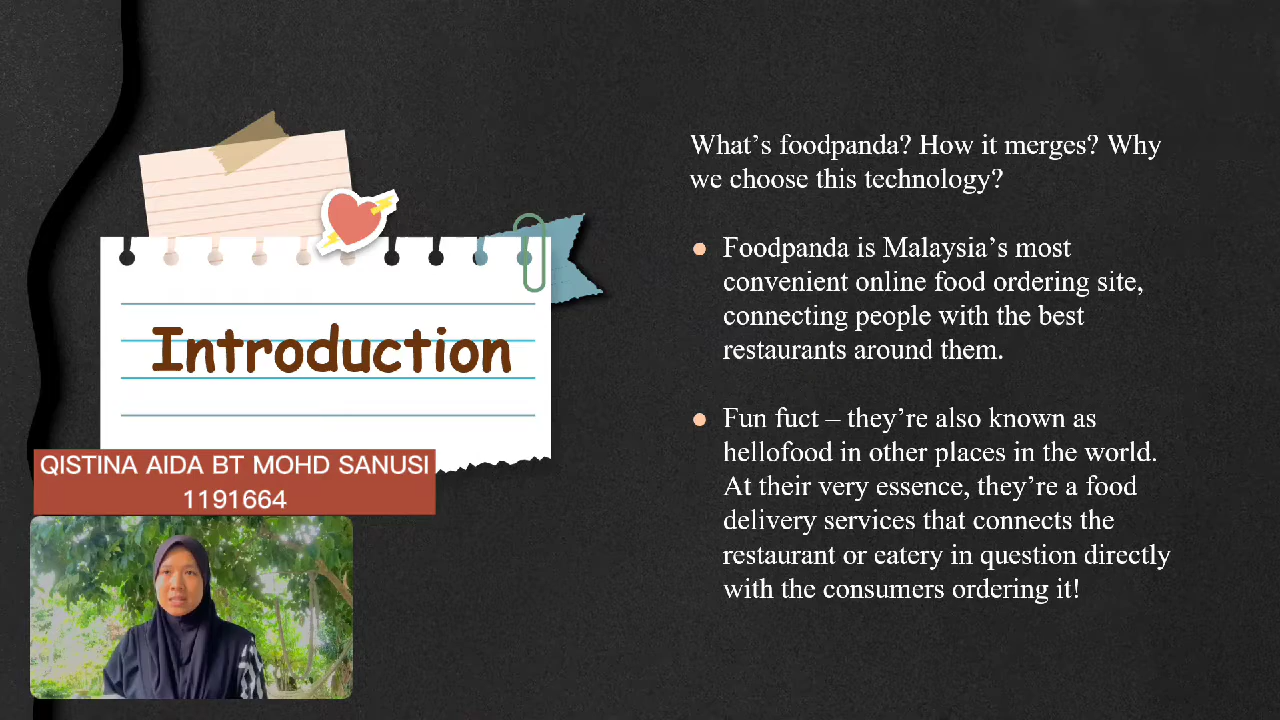 Introduction
QISTINA AIDA BT MOHD SANUSI
1191664
What's foodpanda? How it merges? Why
we choose this technology?
Foodpanda is Malaysia's most
convenient online food ordering site,
connecting people with the best
restaurants around them.
Fun fuct – they're also known as
hellofood in other places in the world.
At their very essence, they're a food
delivery services that connects the
restaurant or eatery in question directly
with the consumers ordering it!